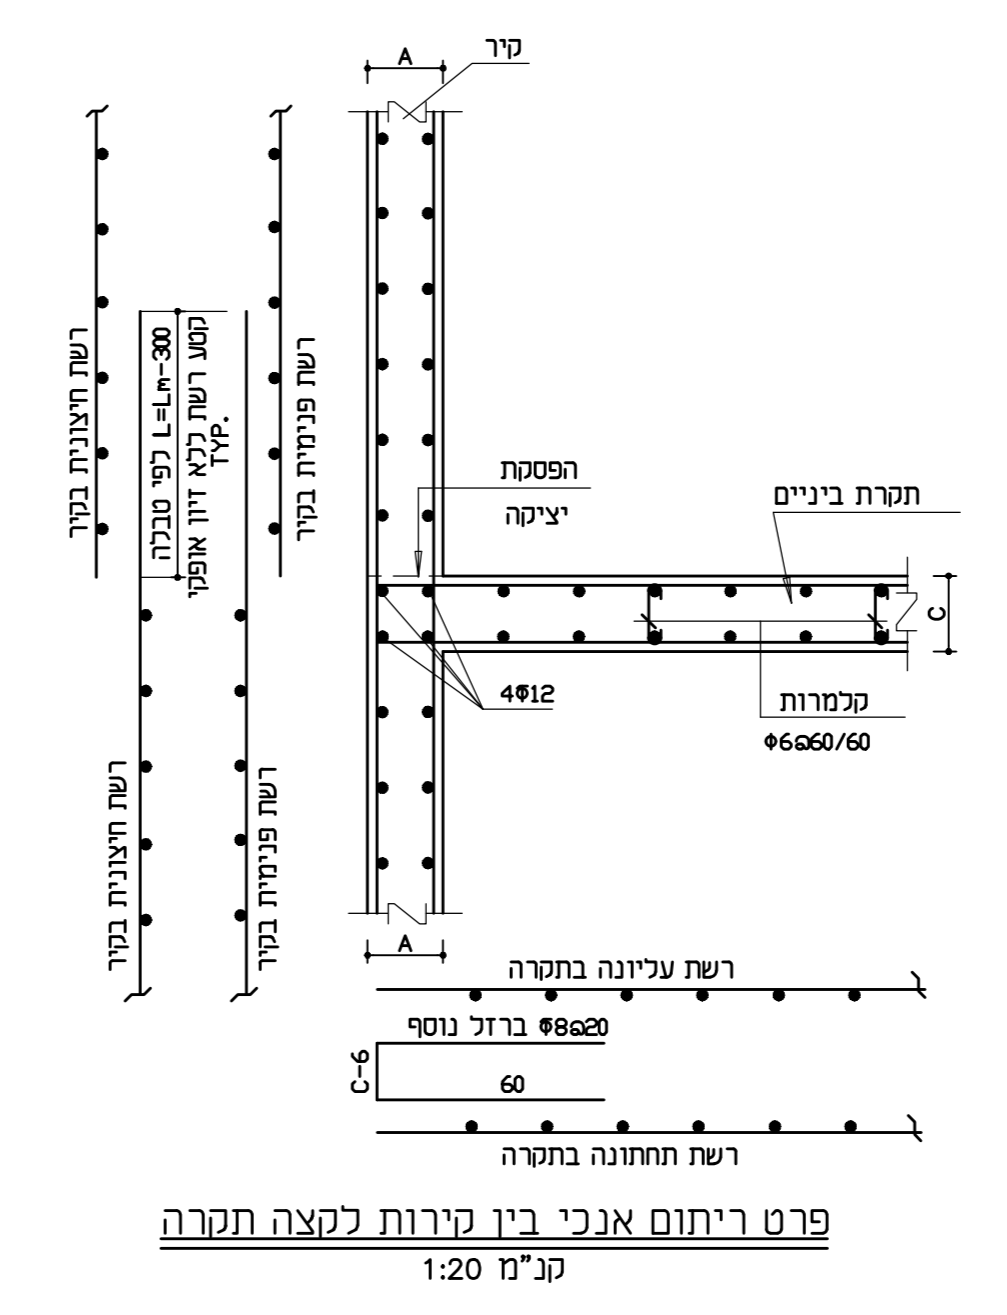 קיר
A
רשת חיצונית בקיר
לפי טבלה L=Lm-300
קטע רשת ללא זיון אופקי
TYP.
רשת פנימית בקיר
הפסקת
יציקה
תקרת ביניים
C
4Φ12
קלמרות
Φ6@60/60
רשת חיצונית בקיר
רשת פנימית בקיר
A
רשת עליונה בתקרה
ברזל נוסף Φ8@20
C-6
60
רשת תחתונה בתקרה
פרט ריתום אנכי בין קירות לקצה תקרה
קנ"מ 1:20